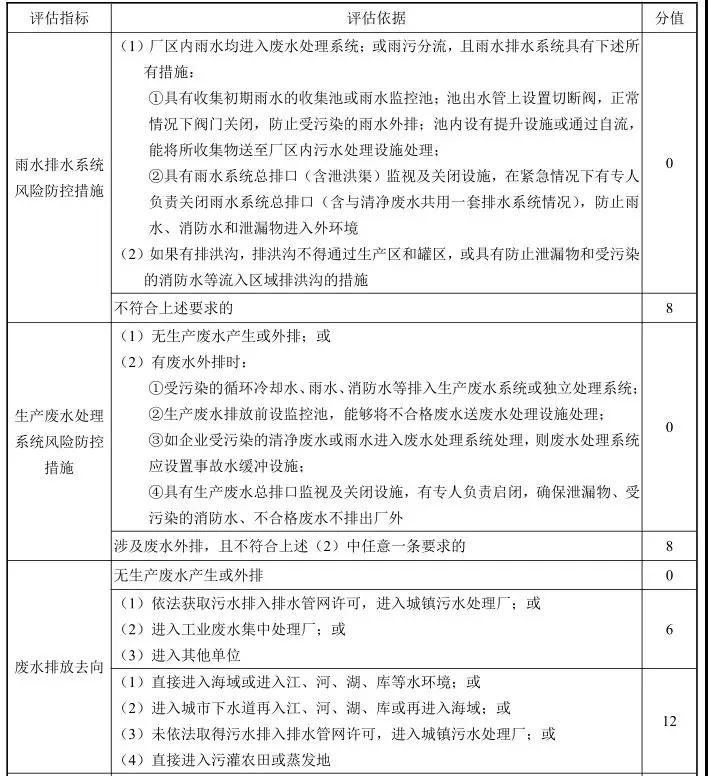 评估指标 评估依据 分值
（1）厂区内雨水均进入废水处理系统；或雨污分流，且雨水排水系统具有下述所
有措施：
①具有收集初期雨水的收集池或雨水监控池；池出水管上设置切断阀，正常
情况下阀门关闭，防止受污染的雨水外排；池内设有提升设施或通过自流，
能将所收集物送至厂区内污水处理设施处理；
雨水排水系统
风险防控措施
0
②具有雨水系统总排口（含泄洪渠）监视及关闭设施，在紧急情况下有专人
负责关闭雨水系统总排口（含与清净废水共用一套排水系统情况），防止雨
水、消防水和泄漏物进入外环境
（2）如果有排洪沟，排洪沟不得通过生产区和罐区，或具有防止泄漏物和受污染
的消防水等流入区域排洪沟的措施
不符合上述要求的 8
（1）无生产废水产生或外排；或
（2）有废水外排时：
①受污染的循环冷却水、雨水、消防水等排入生产废水系统或独立处理系统；
②生产废水排放前设监控池，能够将不合格废水送废水处理设施处理；
生产废水处理
系统风险防控
措施
0
③如企业受污染的清净废水或雨水进入废水处理系统处理，则废水处理系统
应设置事故水缓冲设施；
④具有生产废水总排口监视及关闭设施，有专人负责启闭，确保泄漏物、受
污染的消防水、不合格废水不排出厂外
涉及废水外排，且不符合上述（2）中任意一条要求的 8
废水排放去向
无生产废水产生或外排 0
（1）依法获取污水排入排水管网许可，进入城镇污水处理厂；或
（2）进入工业废水集中处理厂；或
（3）进入其他单位
6
（1）直接进入海域或进入江、河、湖、库等水环境；或
（2）进入城市下水道再入江、河、湖、库或再进入海域；或
（3）未依法取得污水排入排水管网许可，进入城镇污水处理厂；或
（4）直接进入污灌农田或蒸发地
12